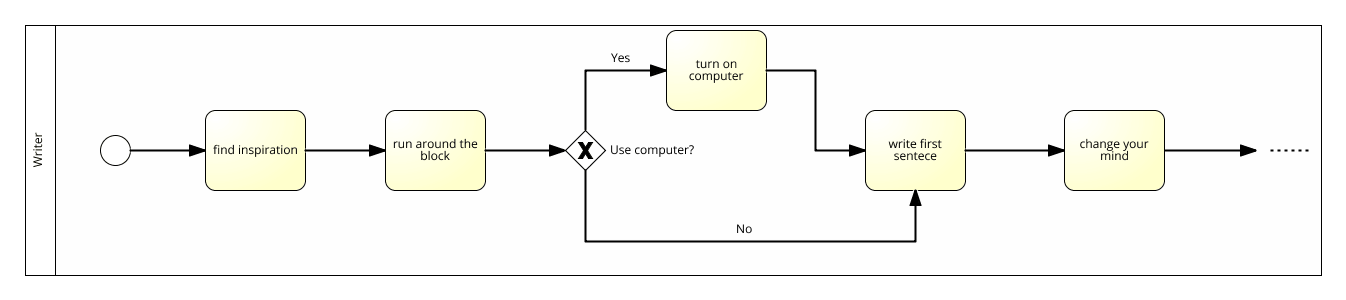 Writer
find inspiration
run around the
block
Use computer?
Yes
turn on
computer
No
write first
sentece
change your
mind